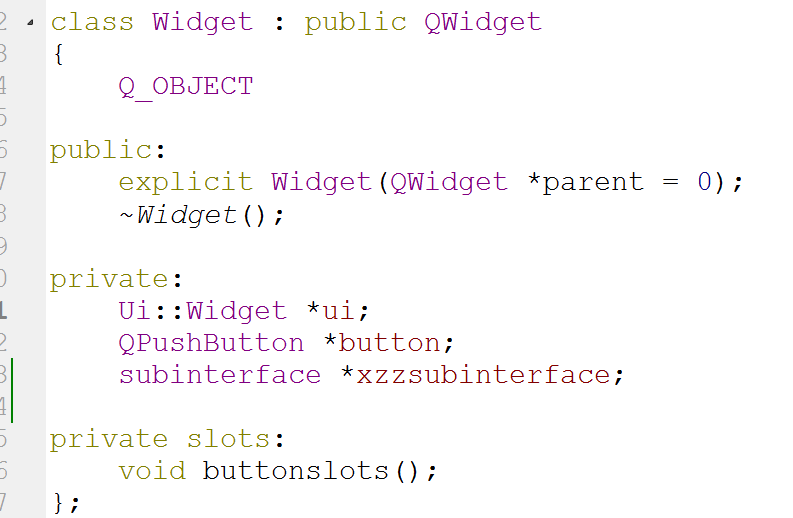 class Widget : public QWidget
{
Q_OBJECT
public:
explicit Widget(QWidget *parent = 0);
~Widget();
private:
Ui::Widget *ui;
QPushButton *button;
subinterface *xzzsubinterface;
private slots:
void buttonslots();
};